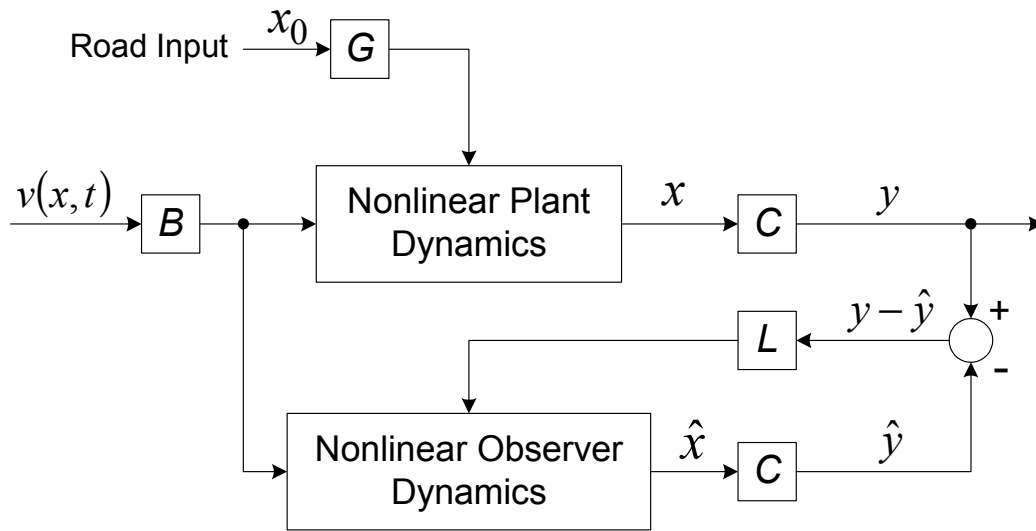 Road Input
x₀
G
v(x, t)
B
Nonlinear Plant
Dynamics
x
C
y
+
-
y − ŷ
L
Nonlinear Observer
Dynamics
x̂
C
ŷ